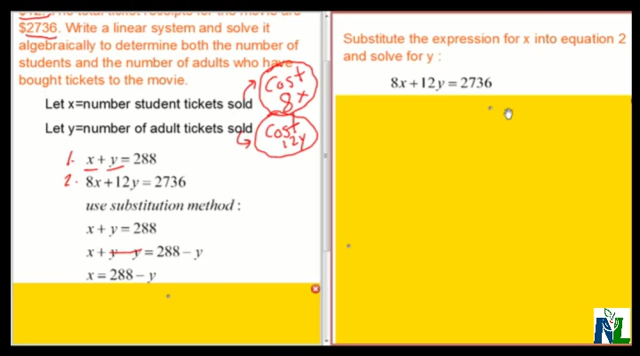 $2736. Write a linear system and solve it
algebraically to determine both the number of
students and the number of adults who have
bought tickets to the movie.
Let x=number student tickets sold
Cost
8x
Let y=number of adult tickets sold
Cost
12y
1. x + y = 288
2. 8x + 12y = 2736
use substitution method :
x + y = 288
x + y - y = 288 - y
x = 288 - y
Substitute the expression for x into equation 2
and solve for y :
8x + 12y = 2736
NL